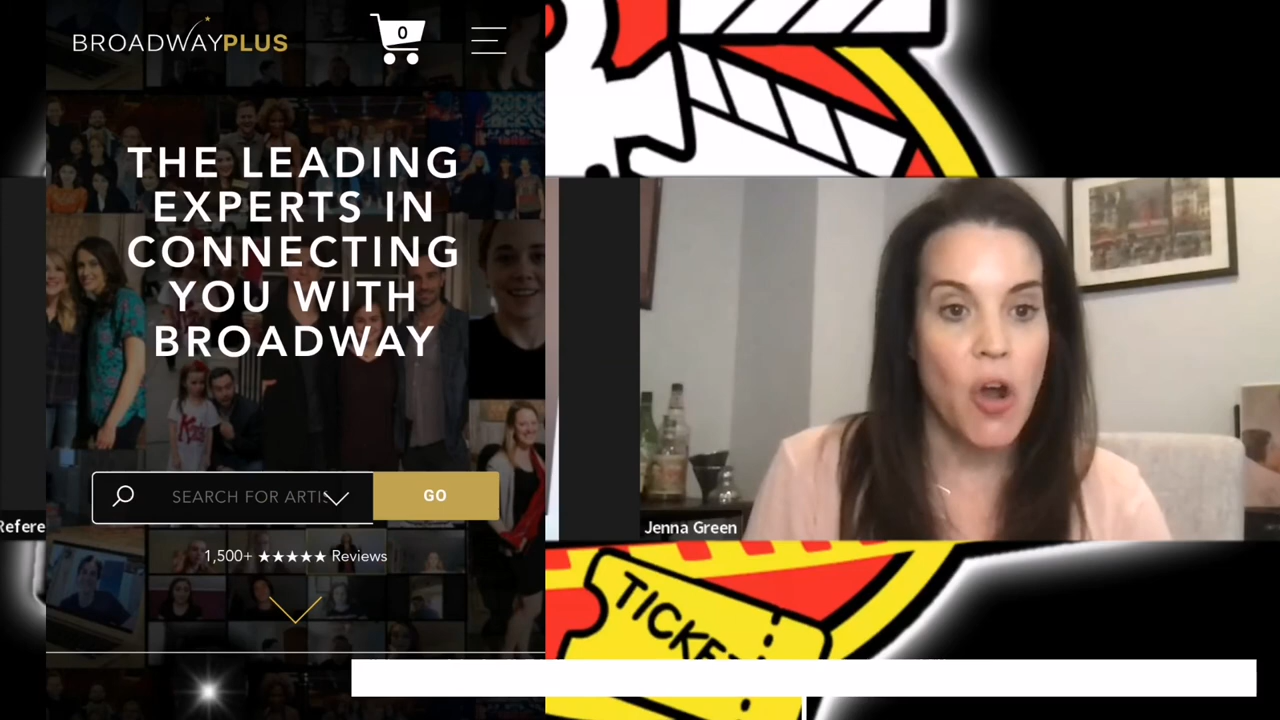 BROADWAYPLUS
0
THE LEADING
EXPERTS IN
CONNECTING
YOU WITH
BROADWAY
SEARCH FOR ARTIS
GO
1,500+ ★★★★★ Reviews
Refere
Jenna Green
TICKE